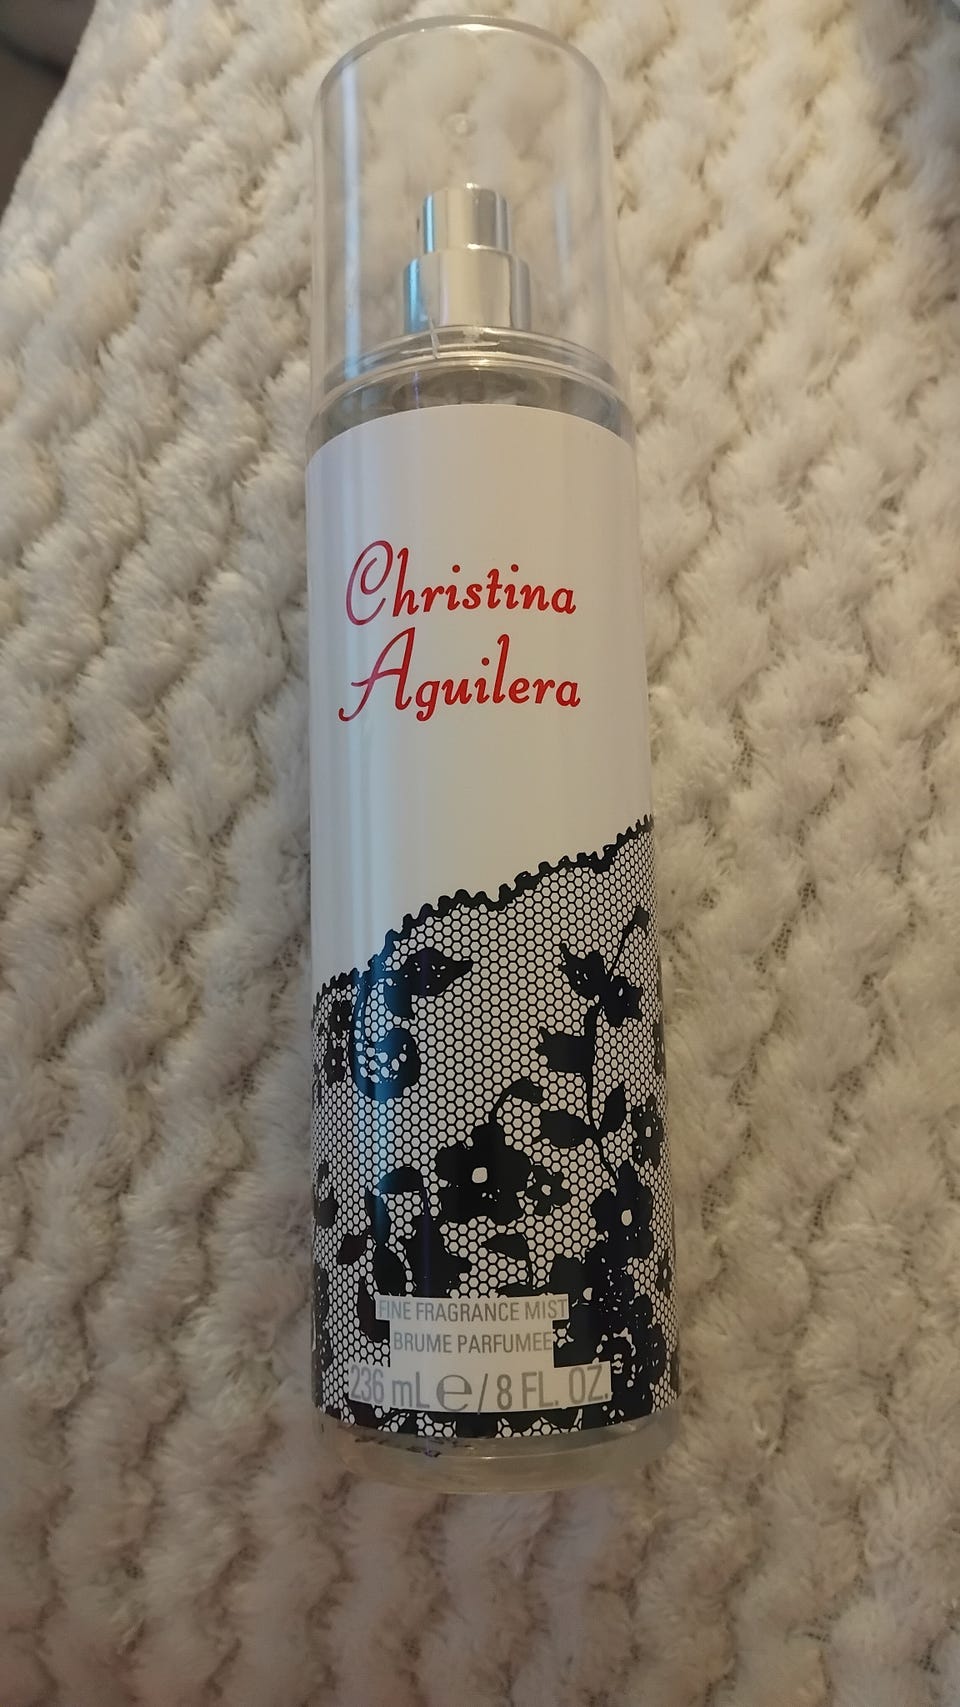 Christina
Aguilera
FINE FRAGRANCE MIST
BRUME PARFUMEE
236 mL ℮ / 8 FL. OZ.